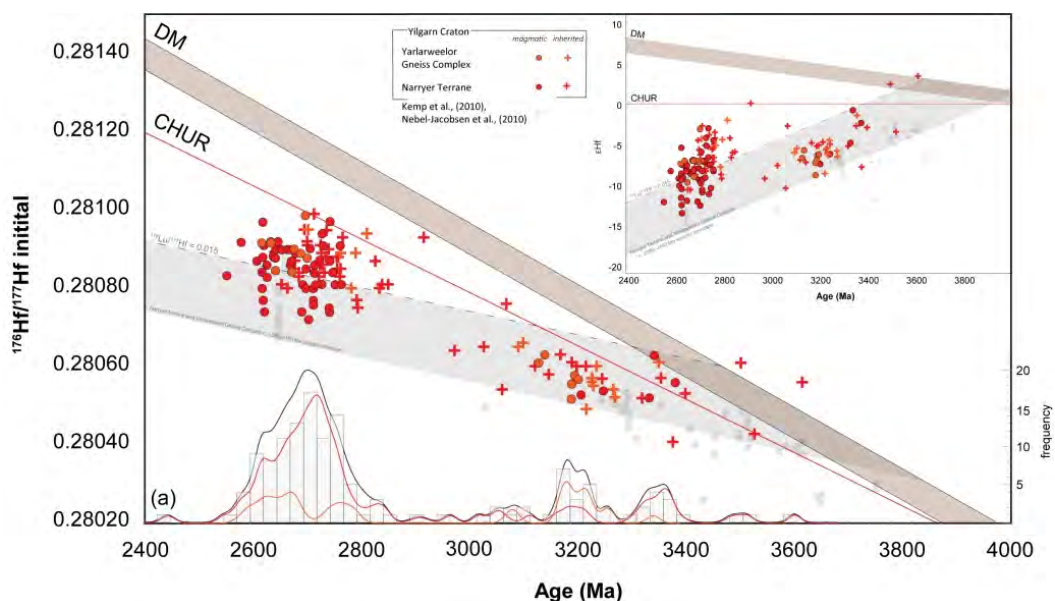 0.28140
0.28120
0.28100
0.28080
0.28060
0.28040
0.28020
¹⁷⁶Hf/¹⁷⁷Hf initital
DM
CHUR
¹⁷⁶Lu/¹⁷⁷Hf = 0.015
(a)
2400 2600 2800 3000 3200 3400 3600 3800 4000
Age (Ma)
20
15
10
5
frequency
Yilgarn Craton
magmatic inherited
Yarlarweelor
Gneiss Complex
Narryer Terrane
Kemp et al., (2010),
Nebel-Jacobsen et al., (2010)
10
5
0
-5
-10
-15
-20
εHf
DM
CHUR
2400 2600 2800 3000 3200 3400 3600 3800
Age (Ma)